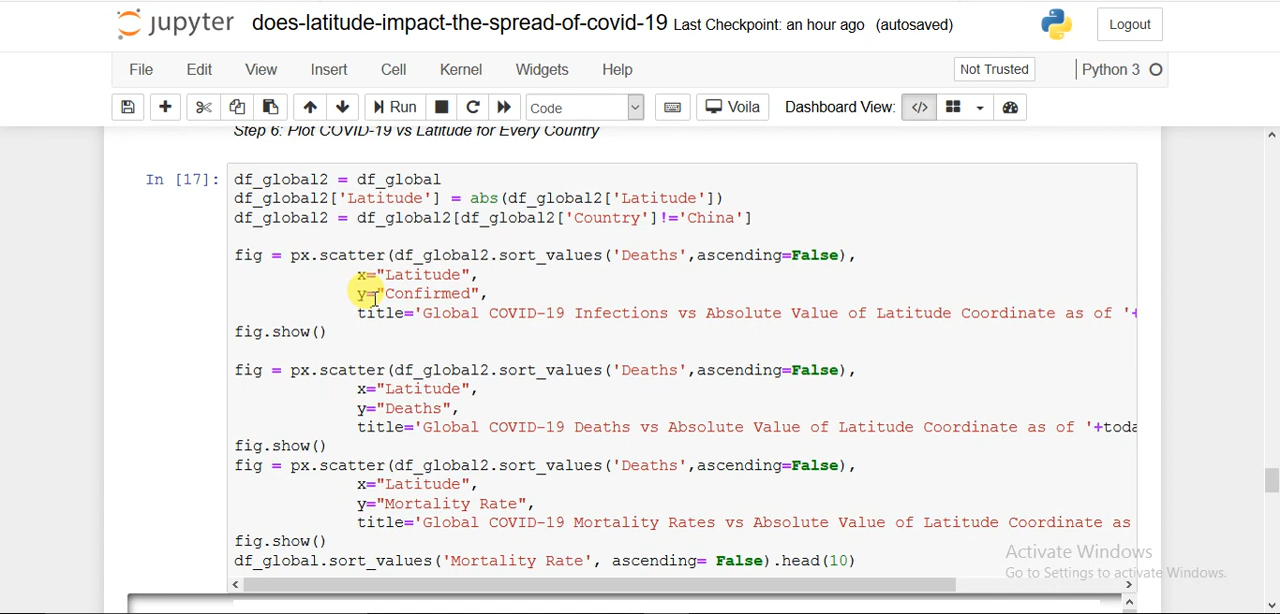 jupyter does-latitude-impact-the-spread-of-covid-19 Last Checkpoint: an hour ago (autosaved) Logout
File Edit View Insert Cell Kernel Widgets Help Not Trusted Python 3
Run Code Voila Dashboard View:
Step 6: Plot COVID-19 vs Latitude for Every Country
In [17]: df_global2 = df_global
df_global2['Latitude'] = abs(df_global2['Latitude'])
df_global2 = df_global2[df_global2['Country']!='China']
fig = px.scatter(df_global2.sort_values('Deaths',ascending=False),
x="Latitude",
y="Confirmed",
title='Global COVID-19 Infections vs Absolute Value of Latitude Coordinate as of '+
fig.show()
fig = px.scatter(df_global2.sort_values('Deaths',ascending=False),
x="Latitude",
y="Deaths",
title='Global COVID-19 Deaths vs Absolute Value of Latitude Coordinate as of '+toda
fig.show()
fig = px.scatter(df_global2.sort_values('Deaths',ascending=False),
x="Latitude",
y="Mortality Rate",
title='Global COVID-19 Mortality Rates vs Absolute Value of Latitude Coordinate as
fig.show()
df_global.sort_values('Mortality Rate', ascending= False).head(10)
Activate Windows
Go to Settings to activate Windows.